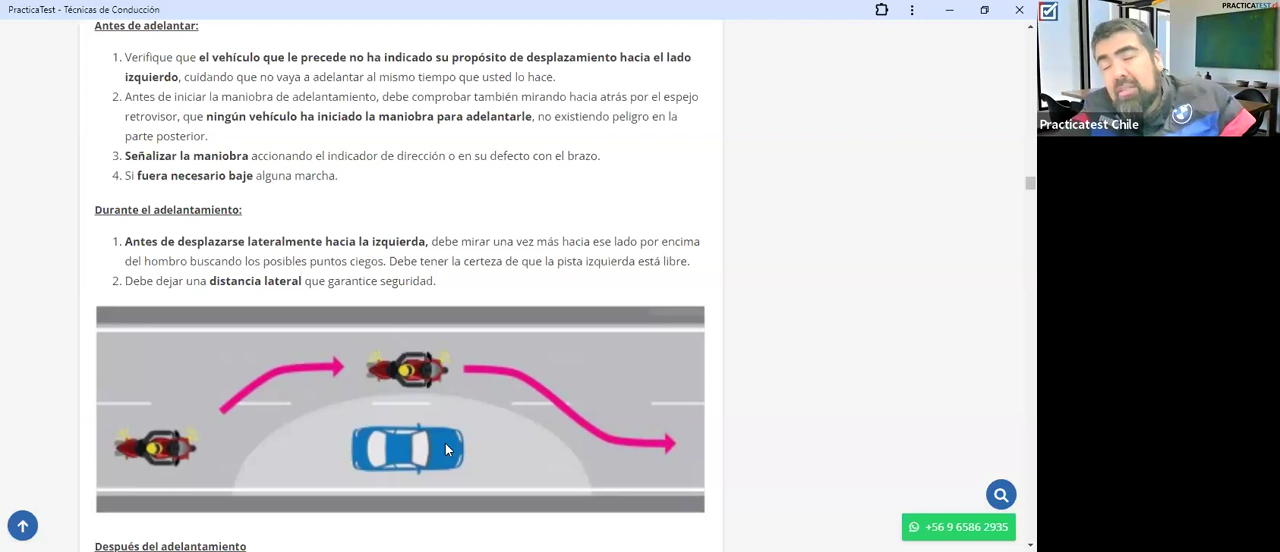 PracticaTest - Técnicas de Conducción
Antes de adelantar:
1. Verifique que el vehículo que le precede no ha indicado su propósito de desplazamiento hacia el lado
izquierdo, cuidando que no vaya a adelantar al mismo tiempo que usted lo hace.
2. Antes de iniciar la maniobra de adelantamiento, debe comprobar también mirando hacia atrás por el espejo
retrovisor, que ningún vehículo ha iniciado la maniobra para adelantarle, no existiendo peligro en la
parte posterior.
3. Señalizar la maniobra accionando el indicador de dirección o en su defecto con el brazo.
4. Si fuera necesario baje alguna marcha.
Durante el adelantamiento:
1. Antes de desplazarse lateralmente hacia la izquierda, debe mirar una vez más hacia ese lado por encima
del hombro buscando los posibles puntos ciegos. Debe tener la certeza de que la pista izquierda está libre.
2. Debe dejar una distancia lateral que garantice seguridad.
Después del adelantamiento
+56 9 6586 2935
PRACTICATEST
Practicatest Chile